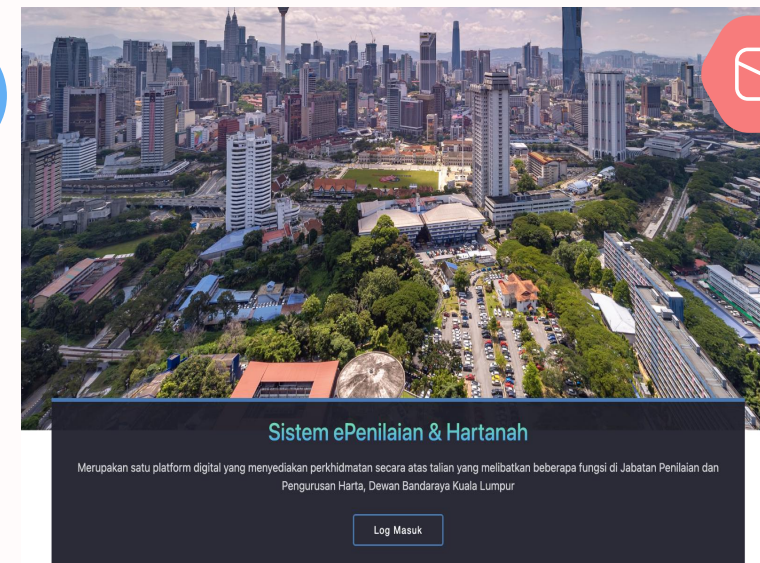 Sistem ePenilaian & Hartanah
Merupakan satu platform digital yang menyediakan perkhidmatan secara atas talian yang melibatkan beberapa fungsi di Jabatan Penilaian dan
Pengurusan Harta, Dewan Bandaraya Kuala Lumpur
Log Masuk